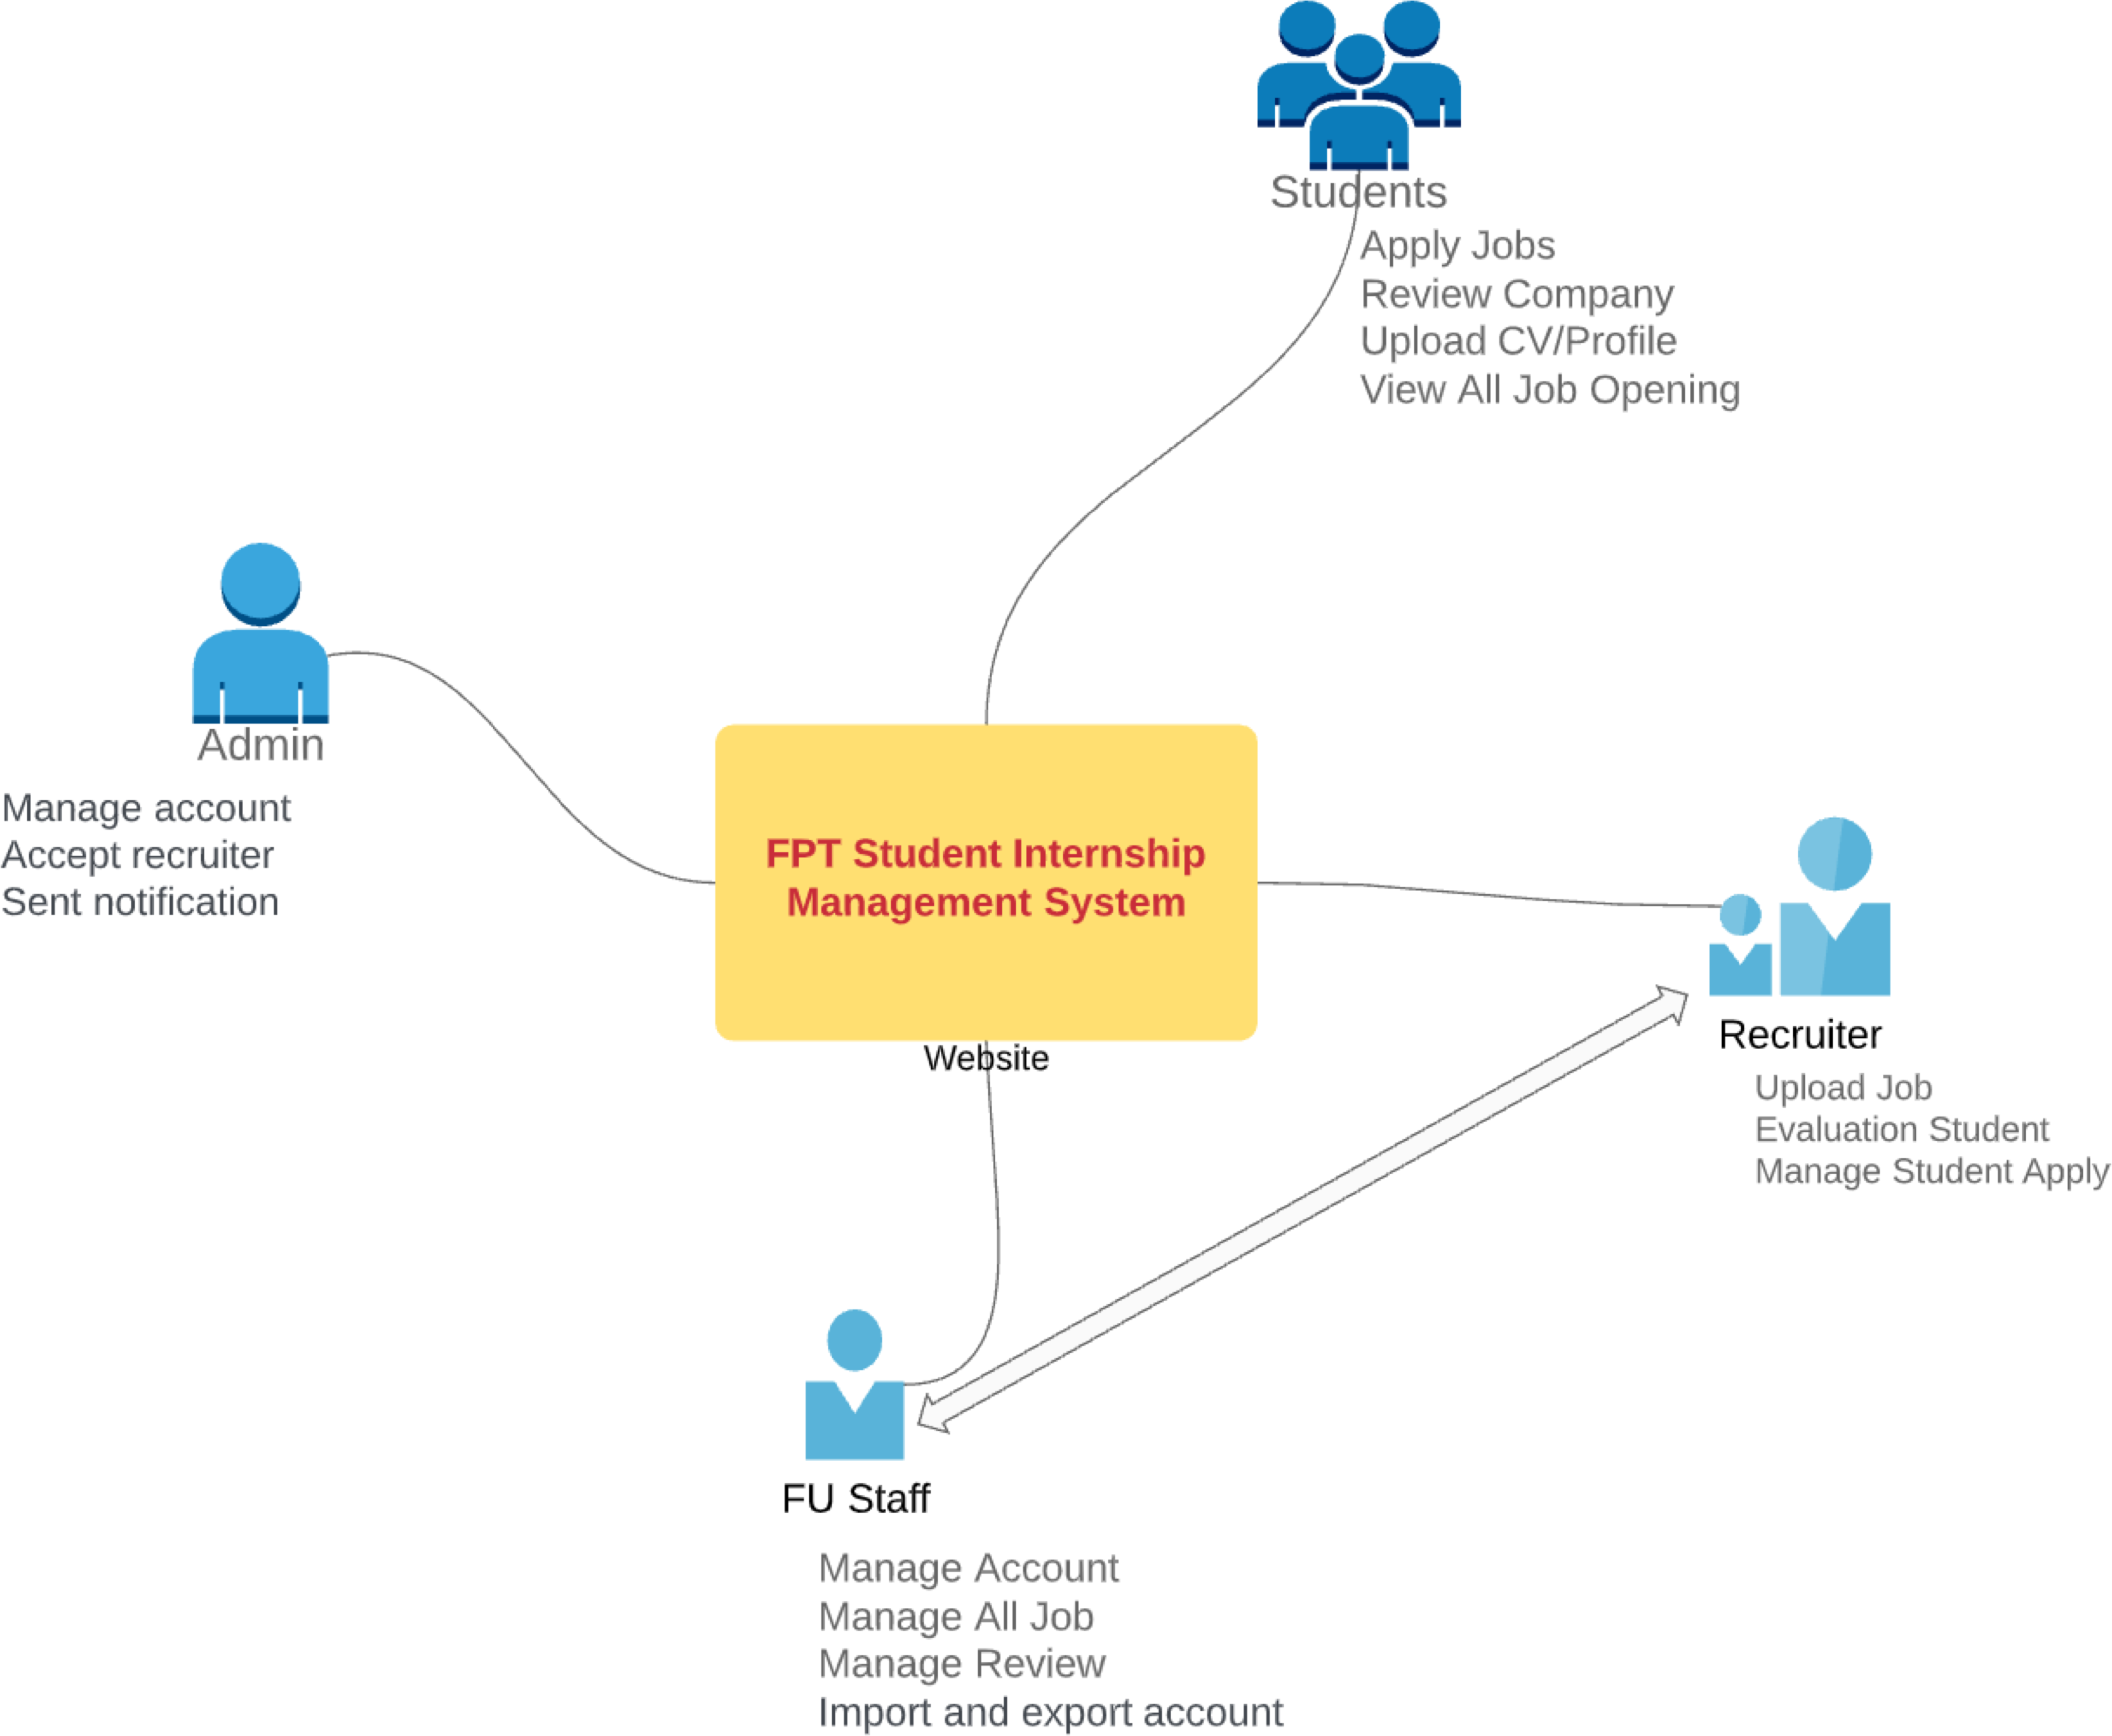 Students
Apply Jobs
Review Company
Upload CV/Profile
View All Job Opening
Admin
Manage account
Accept recruiter
Sent notification
FPT Student Internship
Management System
Website
Recruiter
Upload Job
Evaluation Student
Manage Student Apply
FU Staff
Manage Account
Manage All Job
Manage Review
Import and export account